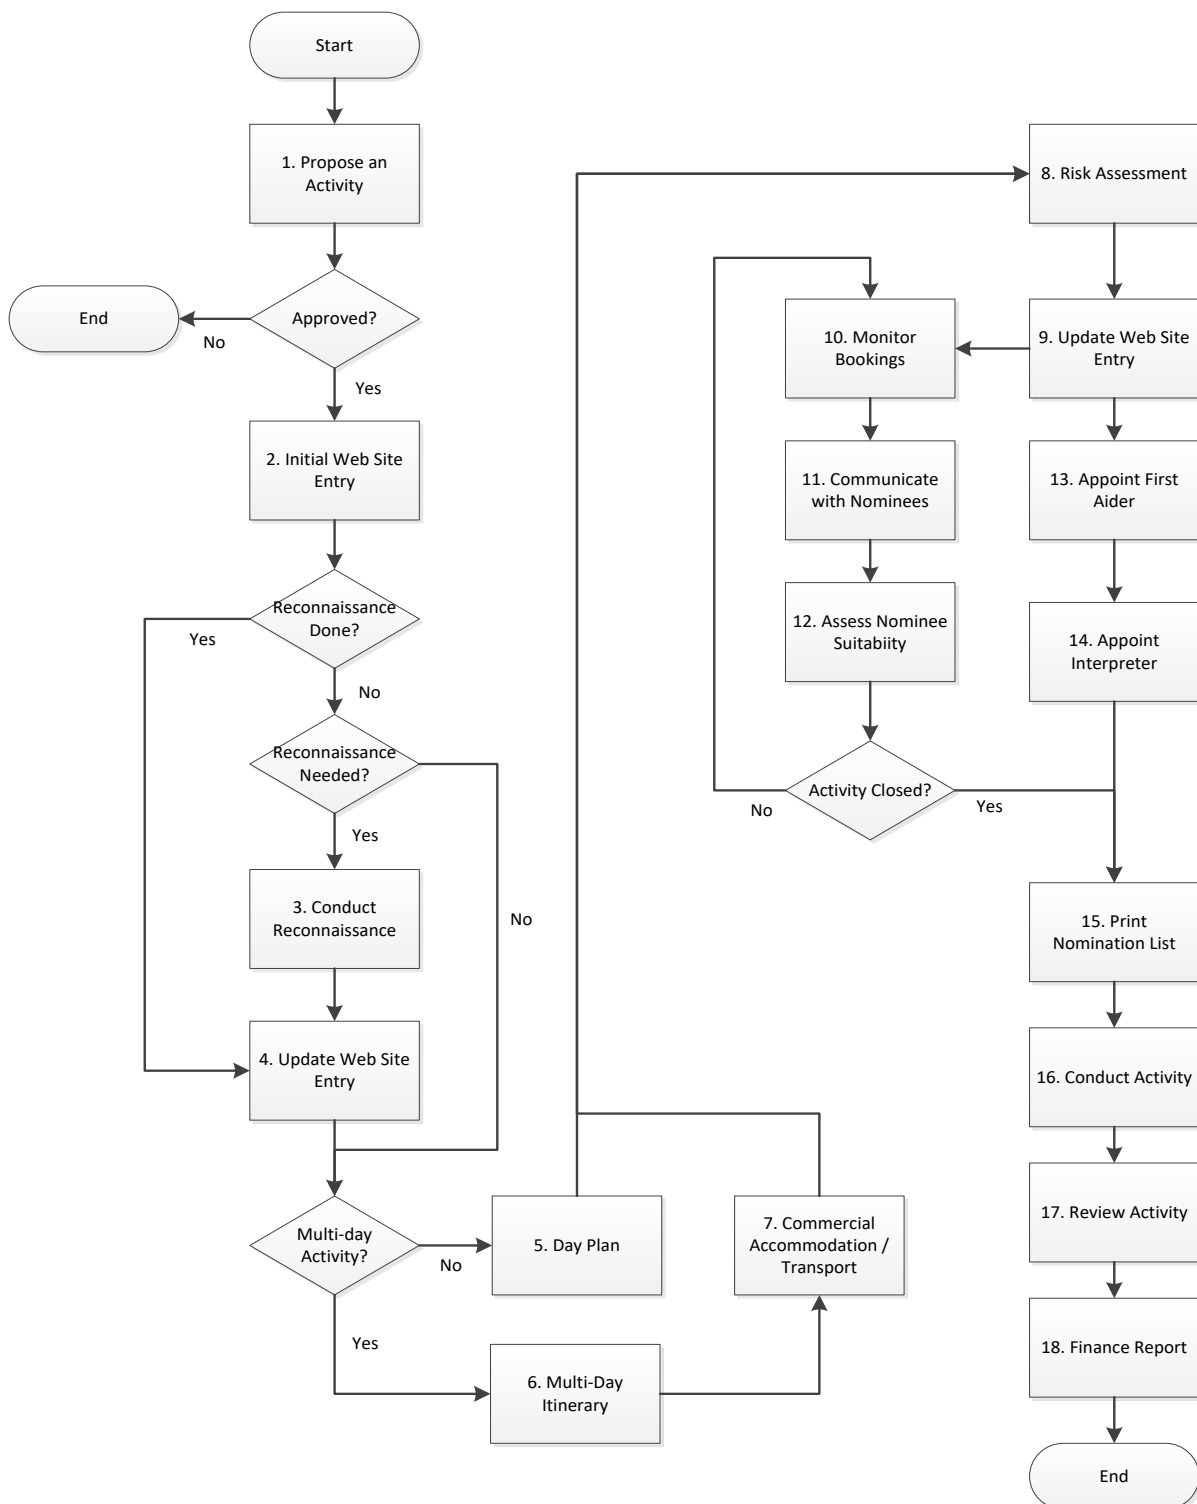 Start
1. Propose an
Activity
Approved?
End
No
Yes
2. Initial Web Site
Entry
Reconnaissance
Done?
Yes
No
Reconnaissance
Needed?
Yes
No
3. Conduct
Reconnaissance
4. Update Web Site
Entry
Multi-day
Activity?
No
Yes
5. Day Plan
6. Multi-Day
Itinerary
7. Commercial
Accommodation /
Transport
8. Risk Assessment
9. Update Web Site
Entry
10. Monitor
Bookings
11. Communicate
with Nominees
12. Assess Nominee
Suitabiity
Activity Closed?
No
Yes
13. Appoint First
Aider
14. Appoint
Interpreter
15. Print
Nomination List
16. Conduct Activity
17. Review Activity
18. Finance Report
End